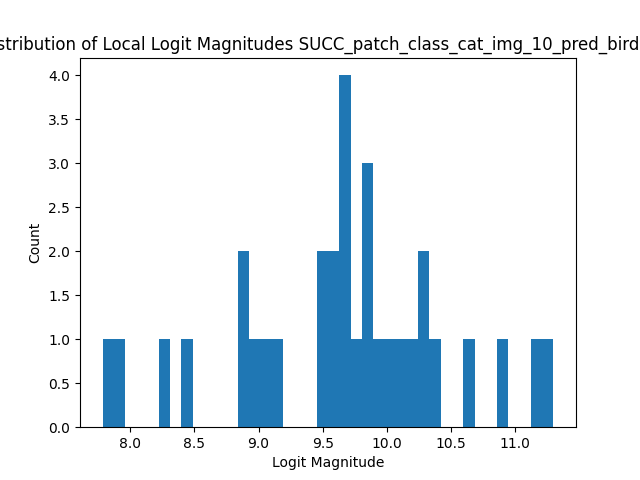 stribution of Local Logit Magnitudes SUCC_patch_class_cat_img_10_pred_bird
4.0
3.5
3.0
2.5
2.0
1.5
1.0
0.5
0.0
Count
8.0 8.5 9.0 9.5 10.0 10.5 11.0
Logit Magnitude